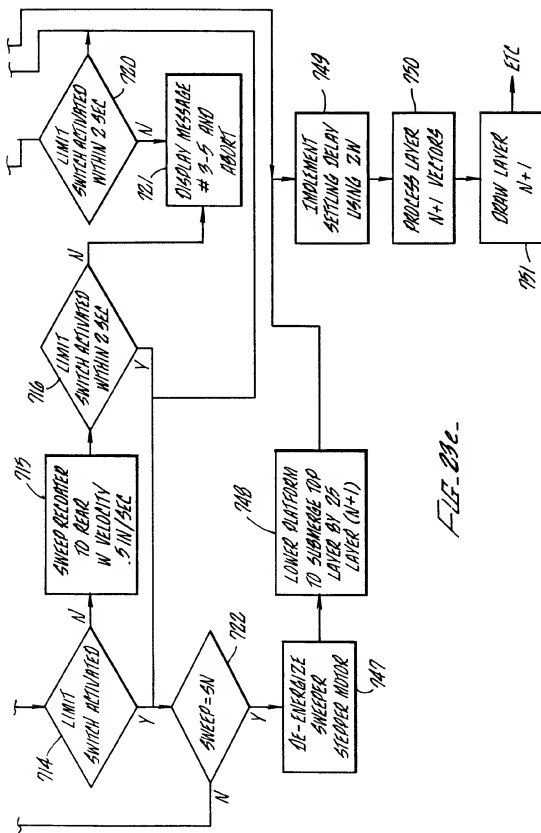 714
LIMIT
SWITCH ACTIVATED
N
Y
715
SWEEP RECOATER
TO REAR
W VELOCITY
.5 IN/SEC
716
LIMIT
SWITCH ACTIVATED
WITHIN 2 SEC
N
Y
720
LIMIT
SWITCH ACTIVATED
WITHIN 2 SEC
N
721
DISPLAY MESSAGE
# 3-5 AND
ABORT
722
SWEEP=SN
N
Y
747
DE-ENERGIZE
SWEEPER
STEPPER MOTOR
748
LOWER PLATFORM
TO SUBMERGE TOP
LAYER BY ZS
LAYER (N+1)
749
IMPLEMENT
SETTLING DELAY
USING ZW
750
PROCESS LAYER
N+1 VECTORS
751
DRAW LAYER
N+1
ETC
FIG. 23e.